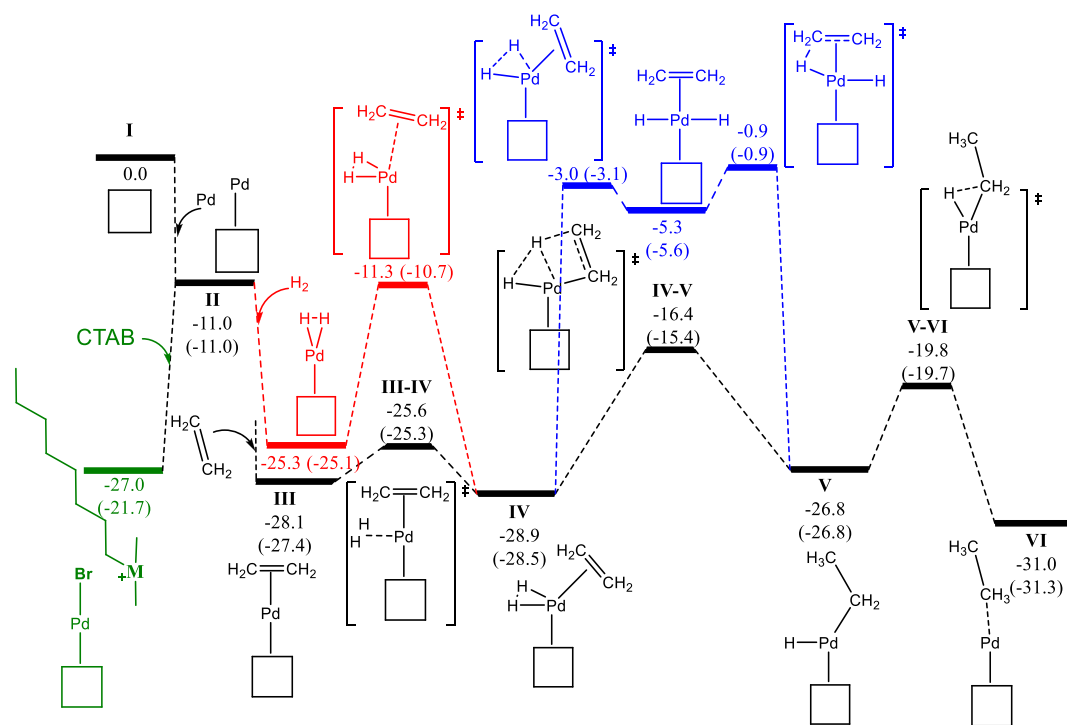 I
0.0
Pd
Pd
II
-11.0
(-11.0)
CTAB
-27.0
(-21.7)
Br
+M
‡
Pd
H2
H-H
Pd
-25.3 (-25.1)
H2C
CH2
III
-28.1
(-27.4)
H2C
CH2
Pd
H2C
CH2
H
H
Pd
‡
-11.3 (-10.7)
III-IV
-25.6
(-25.3)
H2C
CH2
H
H
Pd
‡
IV
-28.9
(-28.5)
H
H
Pd
CH2
CH2
H2C
CH2
H
H
Pd
‡
-3.0 (-3.1)
H2C
CH2
H
Pd
H
-5.3
(-5.6)
-0.9
(-0.9)
H2C
CH2
H
Pd
H
‡
H
H
CH2
CH2
Pd
‡
IV-V
-16.4
(-15.4)
V
-26.8
(-26.8)
H3C
CH2
H
Pd
H3C
H
CH2
Pd
‡
V-VI
-19.8
(-19.7)
VI
-31.0
(-31.3)
H3C
CH3
Pd